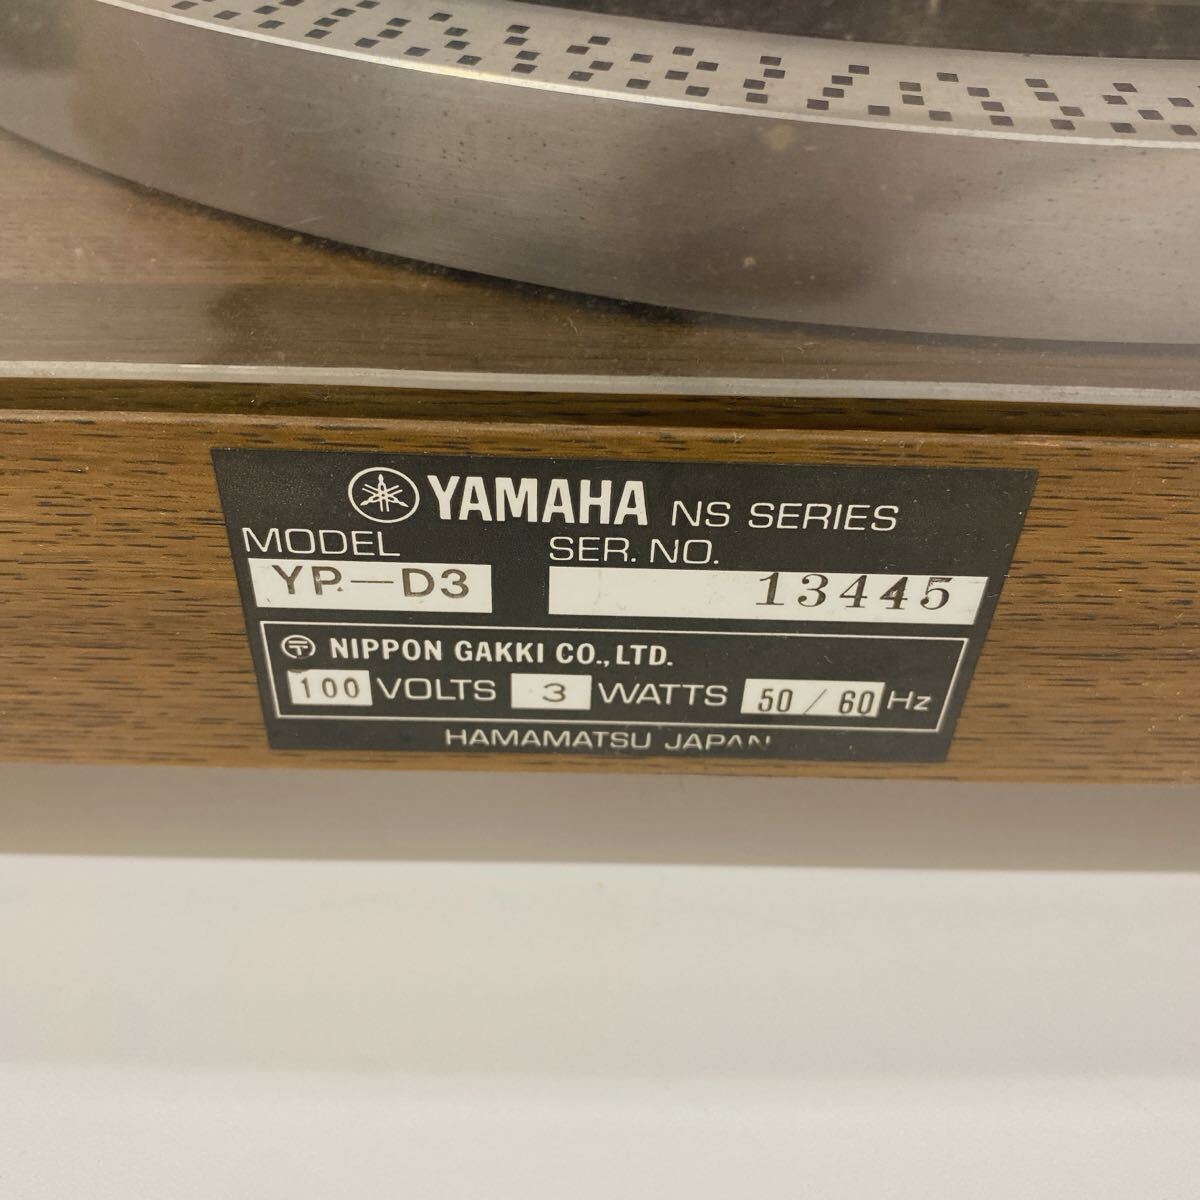 YAMAHA NS SERIES
MODEL SER. NO.
YP-D3 13445
NIPPON GAKKI CO., LTD.
100 VOLTS 3 WATTS 50 / 60 Hz
HAMAMATSU JAPAN